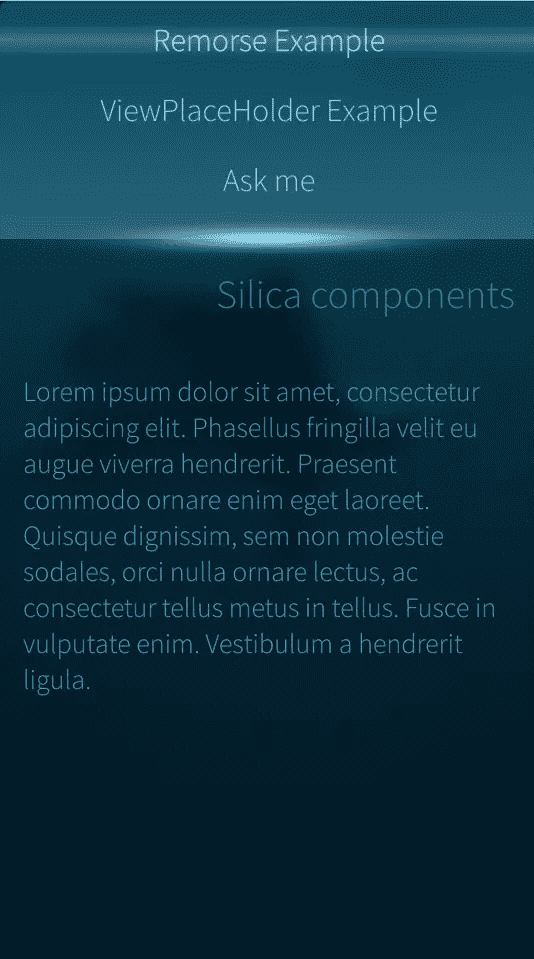 Remorse Example
ViewPlaceHolder Example
Ask me
Silica components
Lorem ipsum dolor sit amet, consectetur
adipiscing elit. Phasellus fringilla velit eu
augue viverra hendrerit. Praesent
commodo ornare enim eget laoreet.
Quisque dignissim, sem non molestie
sodales, orci nulla ornare lectus, ac
consectetur tellus metus in tellus. Fusce in
vulputate enim. Vestibulum a hendrerit
ligula.